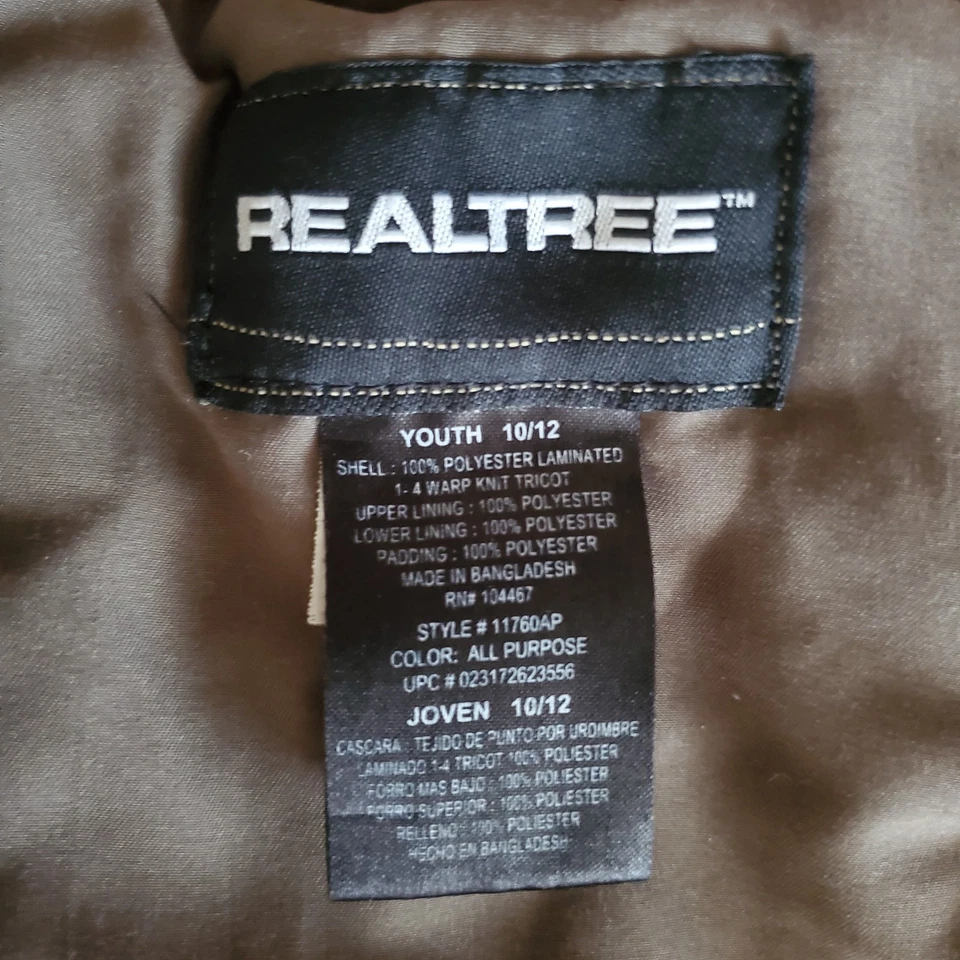 REALTREE™
YOUTH 10/12
SHELL : 100% POLYESTER LAMINATED
1- 4 WARP KNIT TRICOT
UPPER LINING : 100% POLYESTER
LOWER LINING : 100% POLYESTER
PADDING : 100% POLYESTER
MADE IN BANGLADESH
RN# 104467
STYLE # 11760AP
COLOR: ALL PURPOSE
UPC # 023172623556
JOVEN 10/12
CASCARA : TEJIDO DE PUNTO POR URDIMBRE
LAMINADO 1-4 TRICOT 100% POLIESTER
FORRO MAS BAJO : 100% POLIESTER
FORRO SUPERIOR : 100% POLIESTER
RELLENO : 100% POLIESTER
HECHO EN BANGLADESH